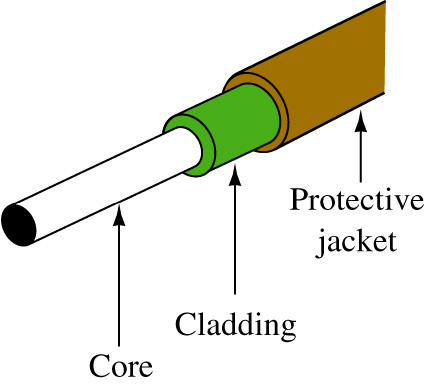 Protective
jacket
Cladding
Core